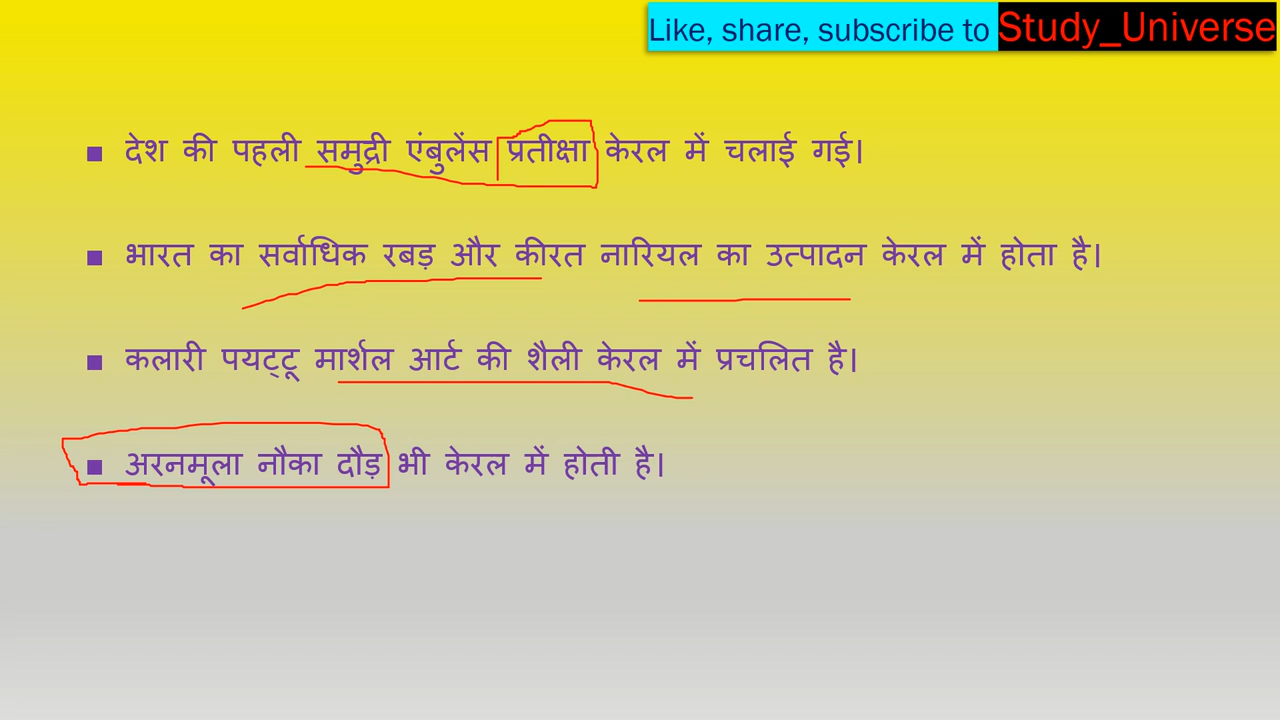 Like, share, subscribe to Study_Universe
▪ देश की पहली समुद्री एंबुलेंस प्रतीक्षा केरल में चलाई गई।
▪ भारत का सर्वाधिक रबड़ और कीरत नारियल का उत्पादन केरल में होता है।
▪ कलारी पयट्टू मार्शल आर्ट की शैली केरल में प्रचलित है।
▪ अरनमूला नौका दौड़ भी केरल में होती है।